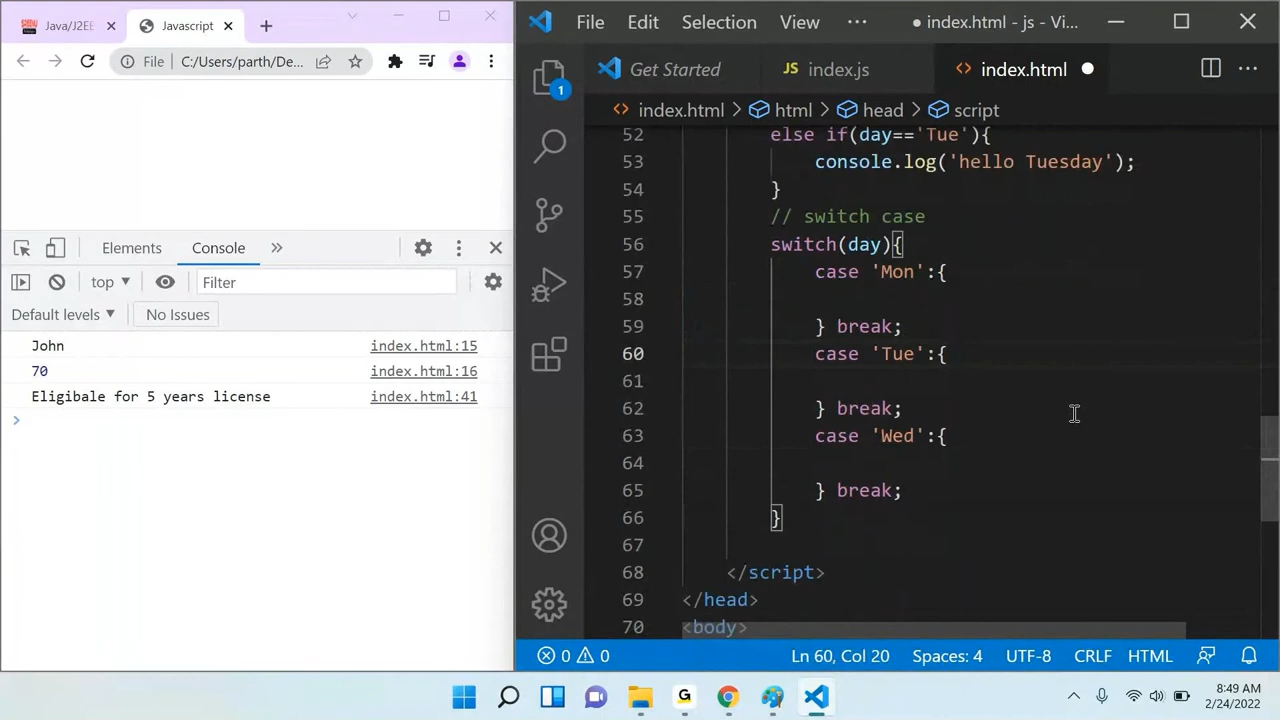 Java/J2EE
Javascript
File
C:/Users/parth/De...
Elements
Console
top
Filter
Default levels
No Issues
John index.html:15
70 index.html:16
Eligibale for 5 years license index.html:41
>
File Edit Selection View ...
● index.html - js - Vi...
1
Get Started
JS index.js
index.html
index.html > html > head > script
52 else if(day=='Tue'){
53 console.log('hello Tuesday');
54 }
55 // switch case
56 switch(day){
57 case 'Mon':{
58
59 } break;
60 case 'Tue':{
61
62 } break;
63 case 'Wed':{
64
65 } break;
66 }
67
68 </script>
69 </head>
70 <body>
0 0
Ln 60, Col 20
Spaces: 4
UTF-8
CRLF
HTML
G
8:49 AM
2/24/2022